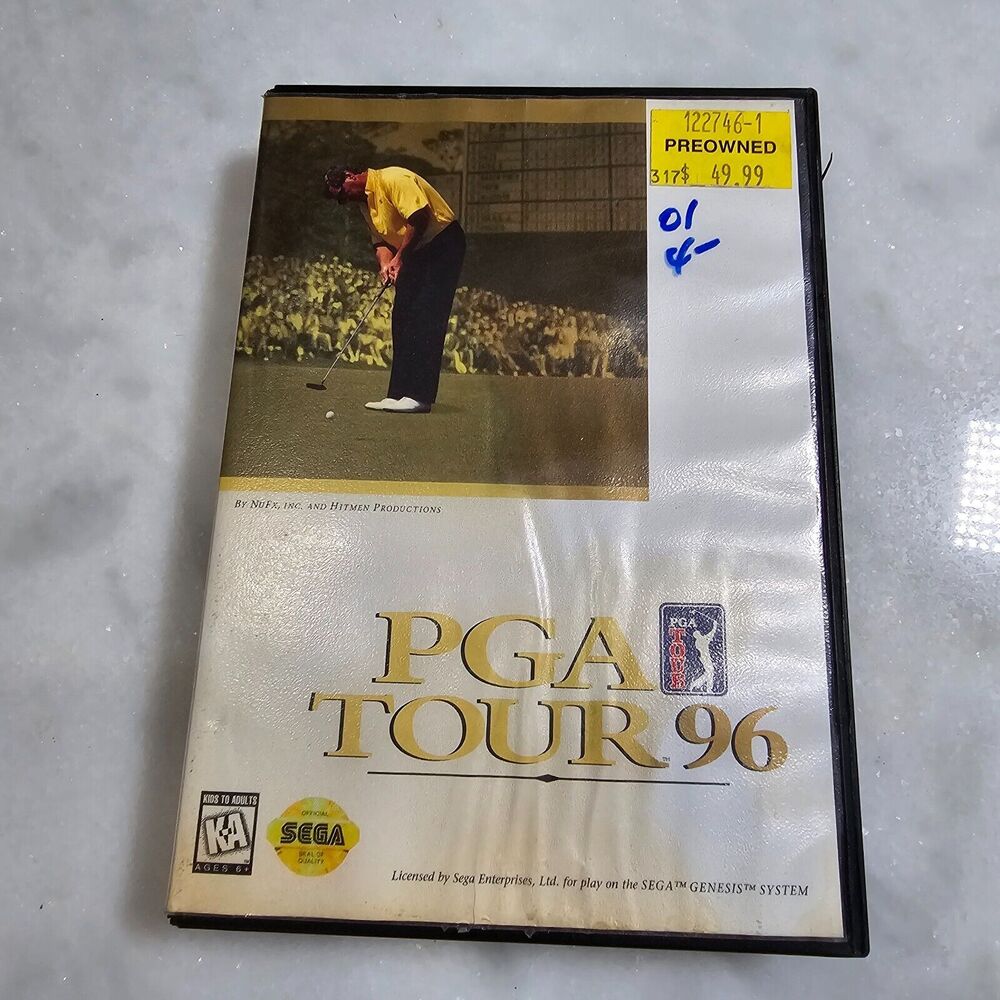 122746-1
PREOWNED
317$ 49.99
01
4-
BY NUFX, INC. AND HITMEN PRODUCTIONS
PGA
PGA
TOUR
TOUR 96
™
KIDS TO ADULTS
K-A
AGES 6+
OFFICIAL
SEGA
SEAL OF
QUALITY
Licensed by Sega Enterprises, Ltd. for play on the SEGA™ GENESIS™ SYSTEM